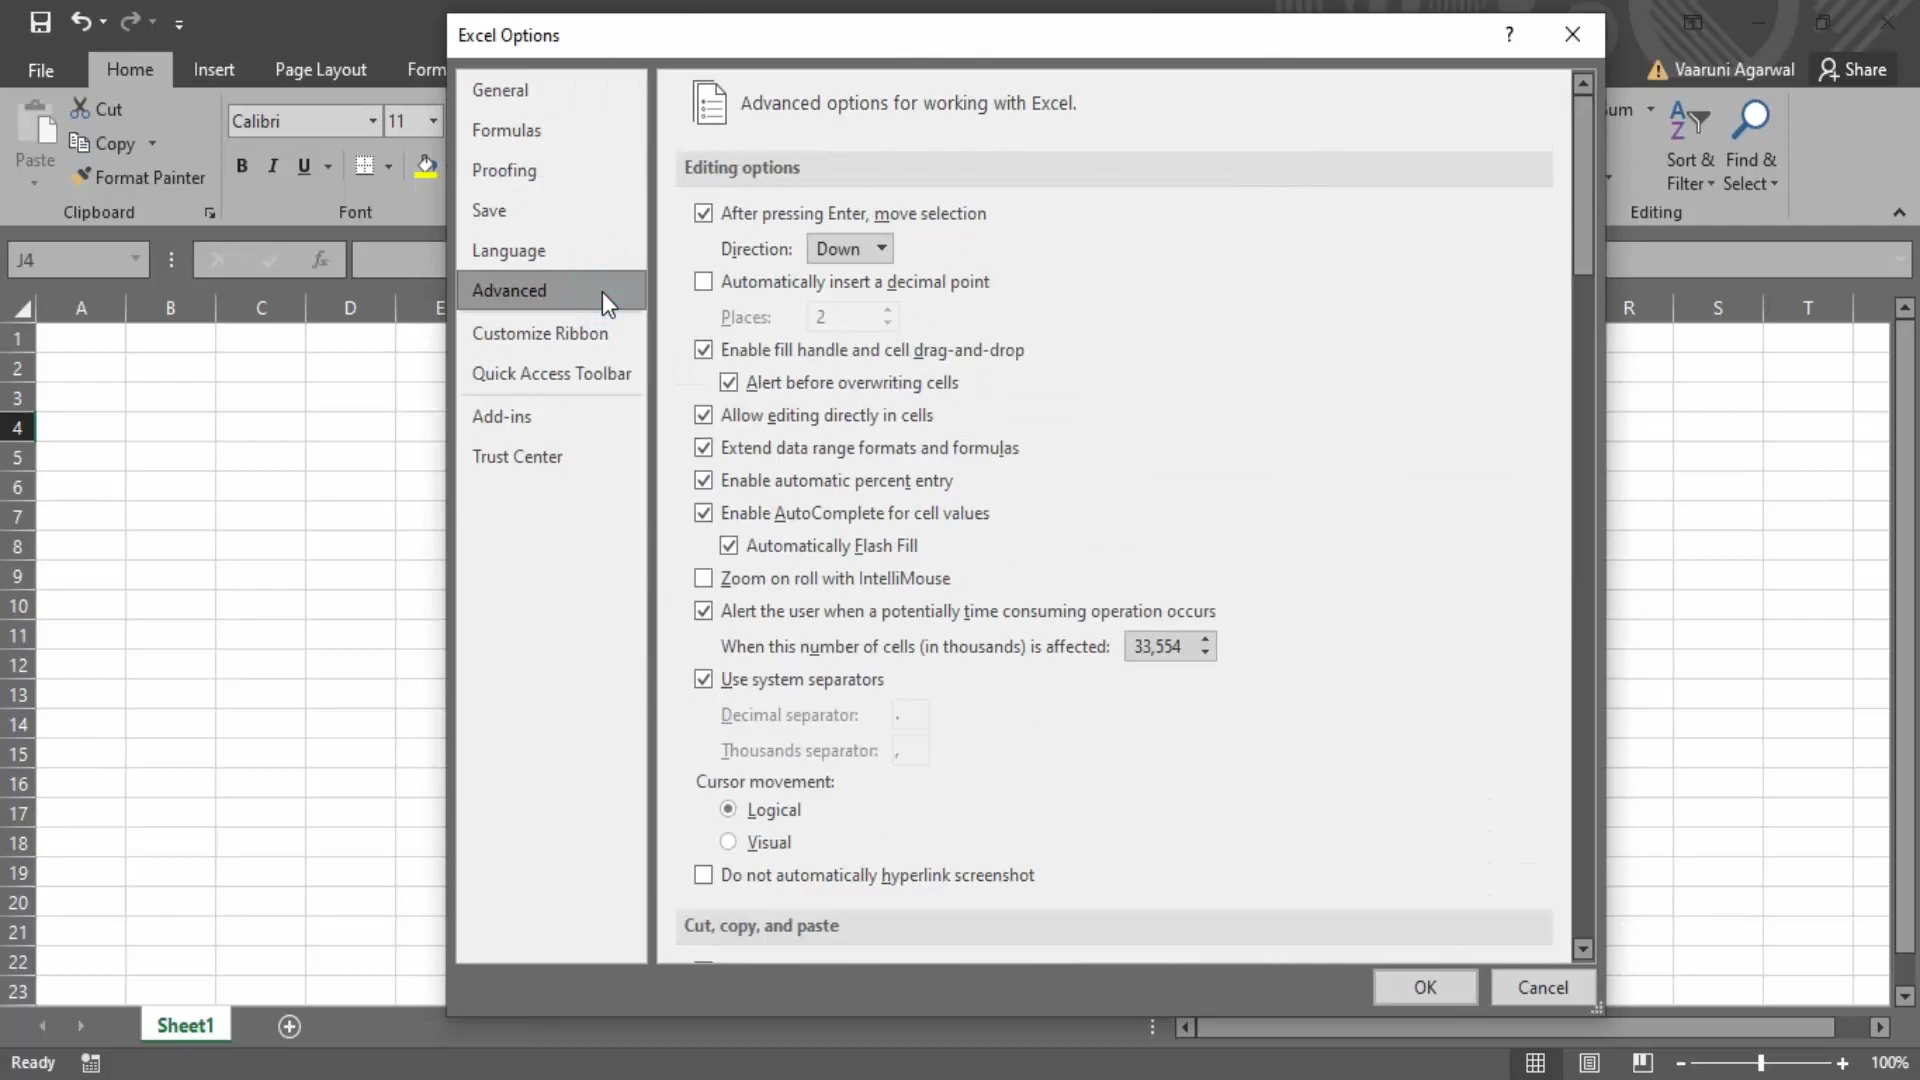 Excel Options
?
File
Home
Insert
Page Layout
Form
Vaaruni Agarwal
Share
Cut
Copy
Paste
Format Painter
Clipboard
Calibri
11
B I U
Font
Sort &
Filter
Find &
Select
Editing
J4
fx
A B C D E R S T
1
2
3
4
5
6
7
8
9
10
11
12
13
14
15
16
17
18
19
20
21
22
23
General
Formulas
Proofing
Save
Language
Advanced
Customize Ribbon
Quick Access Toolbar
Add-ins
Trust Center
Advanced options for working with Excel.
Editing options
After pressing Enter, move selection
Direction: Down
Automatically insert a decimal point
Places: 2
Enable fill handle and cell drag-and-drop
Alert before overwriting cells
Allow editing directly in cells
Extend data range formats and formulas
Enable automatic percent entry
Enable AutoComplete for cell values
Automatically Flash Fill
Zoom on roll with IntelliMouse
Alert the user when a potentially time consuming operation occurs
When this number of cells (in thousands) is affected: 33,554
Use system separators
Decimal separator: .
Thousands separator: ,
Cursor movement:
Logical
Visual
Do not automatically hyperlink screenshot
Cut, copy, and paste
OK
Cancel
Sheet1
Ready
100%